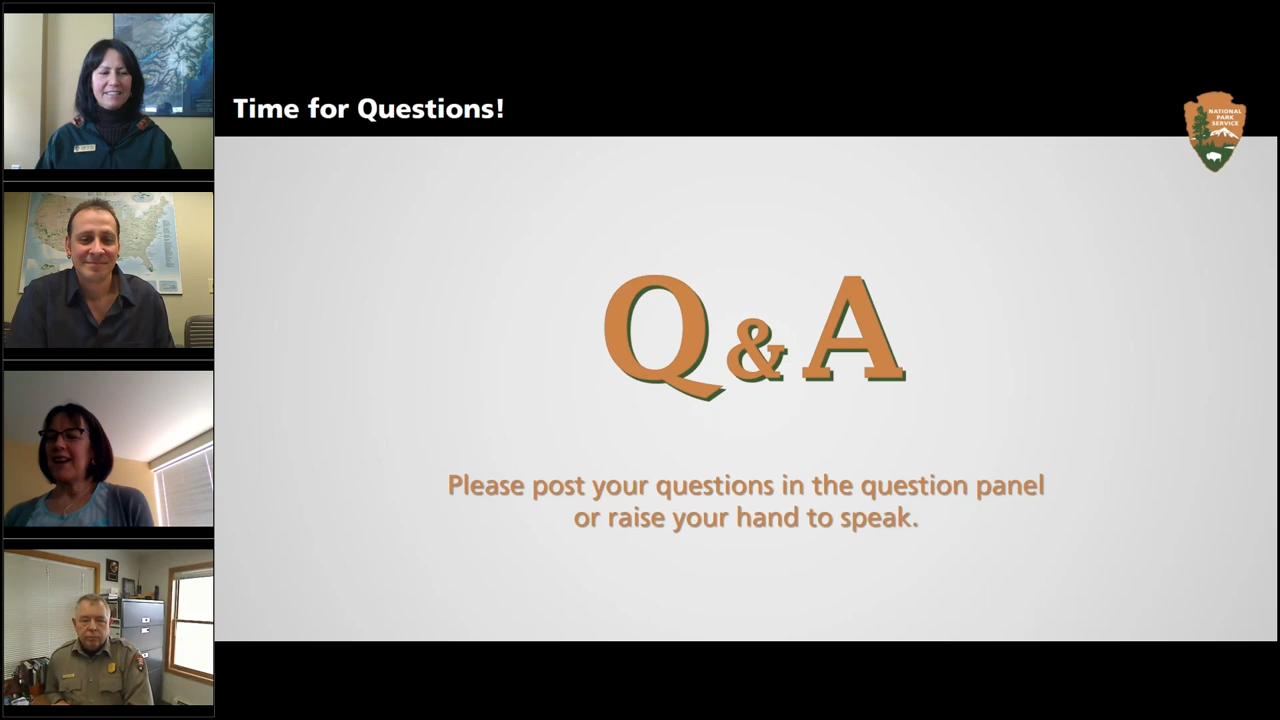 Time for Questions!
NATIONAL
PARK
SERVICE
Q & A
Please post your questions in the question panel
or raise your hand to speak.